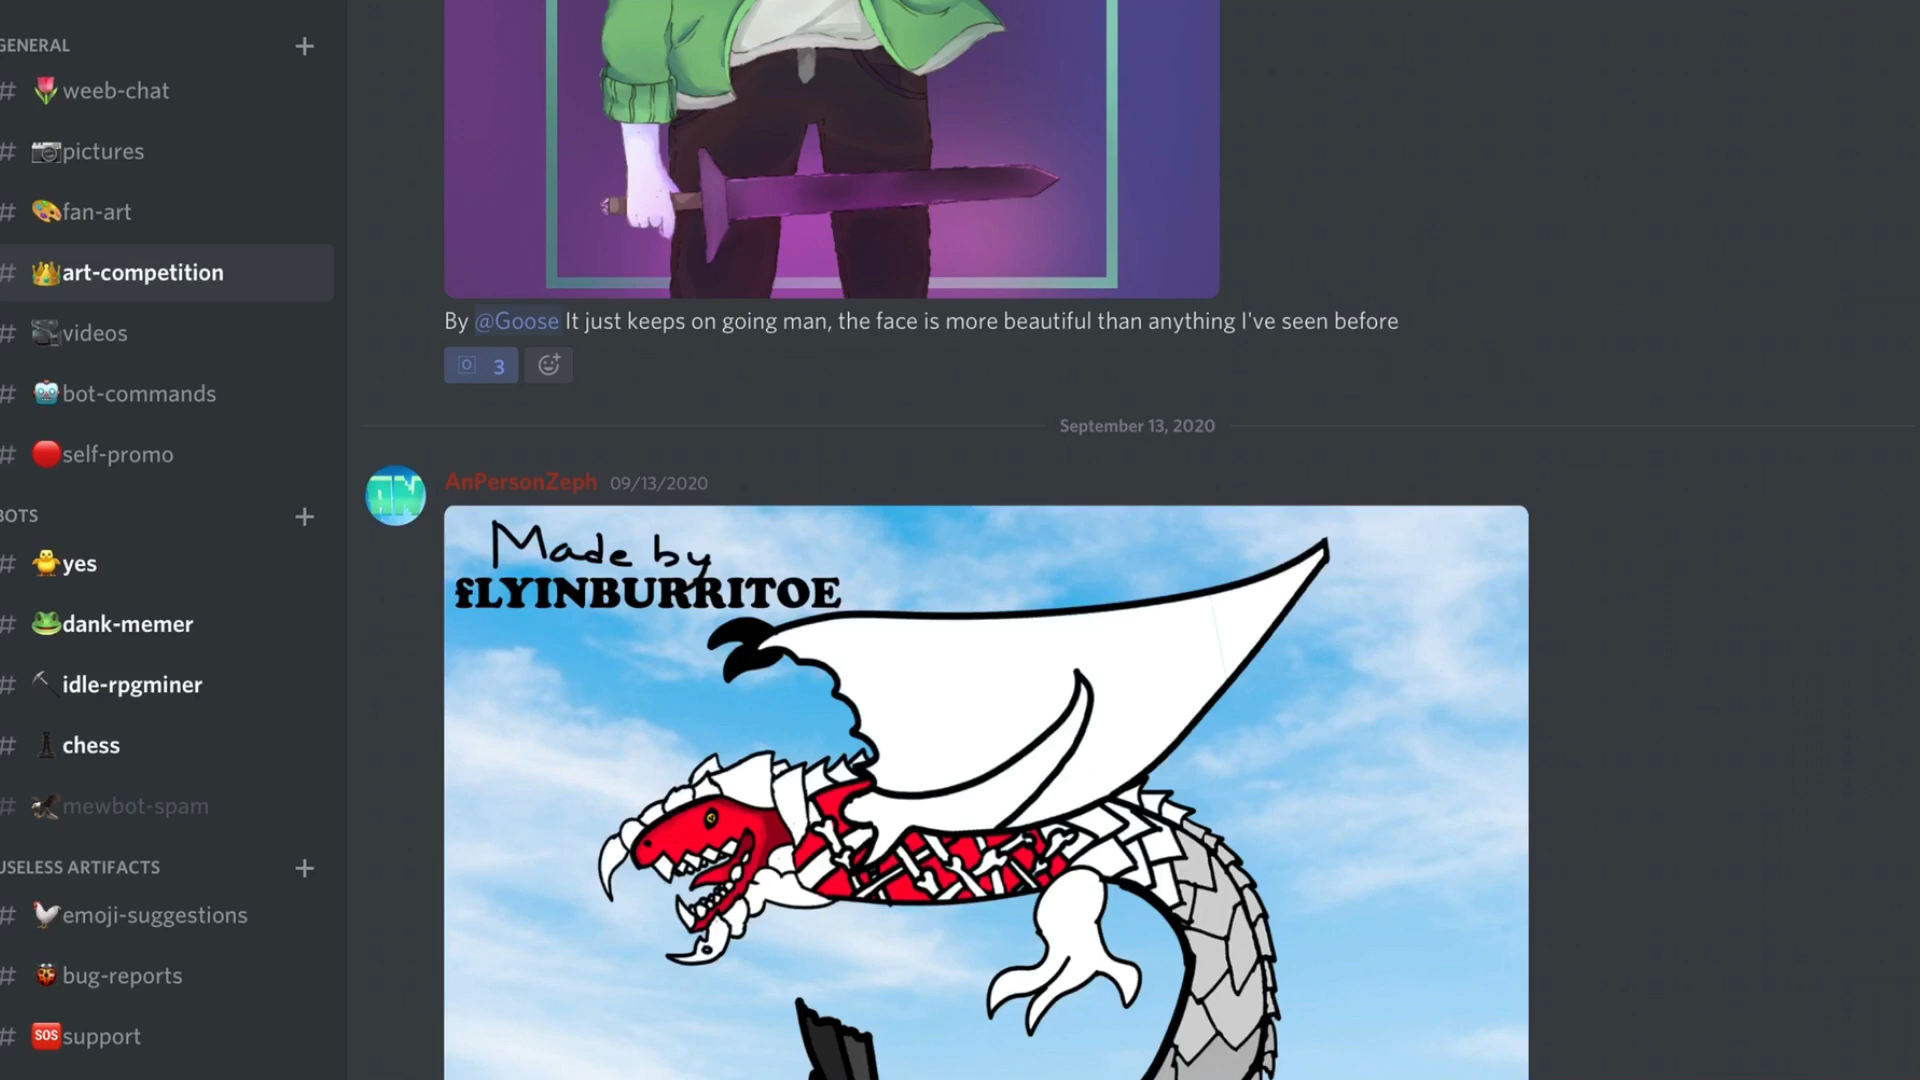 GENERAL
# weeb-chat
# pictures
# fan-art
# art-competition
# videos
# bot-commands
# self-promo
BOTS
# yes
# dank-memer
# idle-rpgminer
# chess
# mewbot-spam
USELESS ARTIFACTS
# emoji-suggestions
# bug-reports
# SOS support
By @Goose It just keeps on going man, the face is more beautiful than anything I've seen before
3
September 13, 2020
AN
AnPersonZeph 09/13/2020
Made by
fLYINBURRITOE